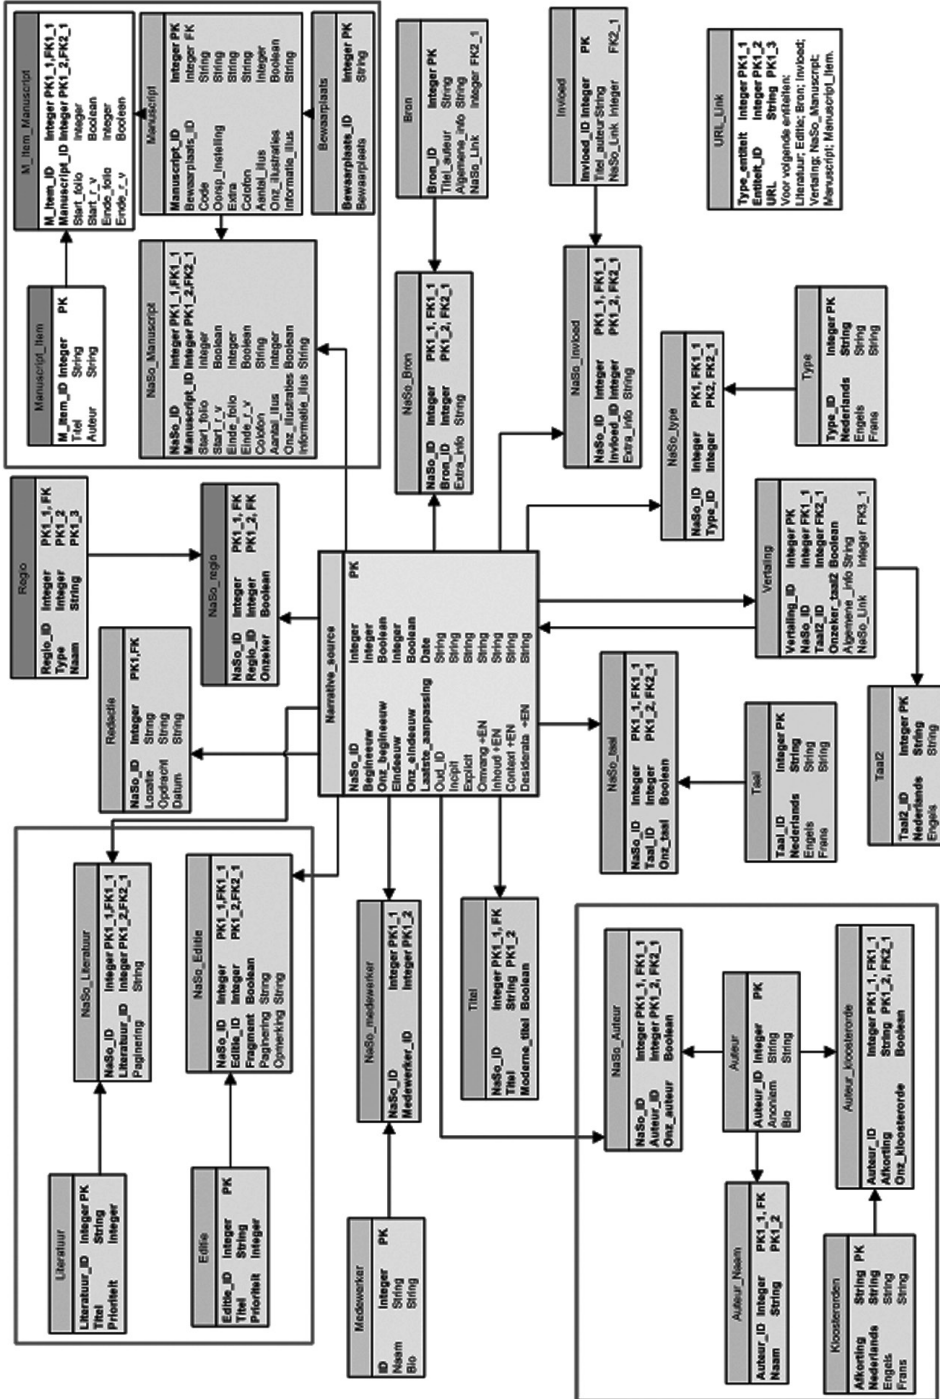 M_Item_Manuscript
M_Item_ID Integer PK1_1,FK1_1
Manuscript_ID Integer PK1_2,FK2_1
Start_folio Integer
Start_r_v Boolean
Einde_folio Integer
Einde_r_v Boolean
Manuscript
Manuscript_ID Integer PK
Bewaarplaats_ID Integer FK
Code String
Oorsp_Instelling String
Extra String
Colofon String
Aantal_illus Integer
Onz_illustraties Boolean
Informatie_illus String
Bewaarplaats
Bewaarplaats_ID Integer PK
Bewaarplaats String
Manuscript_Item
M_Item_ID Integer PK
Titel String
Auteur String
NaSo_Manuscript
NaSo_ID Integer PK1_1,FK1_1
Manuscript_ID Integer PK1_2,FK2_1
Start_folio Integer
Start_r_v Boolean
Einde_folio Integer
Einde_r_v Boolean
Colofon String
Aantal_illus Integer
Onz_illustraties Boolean
Informatie_illus String
Bron
Bron_ID Integer PK
Titel_auteur String
Algemene_info String
NaSo_Link Integer FK2_1
Invloed
Invloed_ID Integer PK
Titel_auteur String
NaSo_Link Integer FK2_1
URL_Link
Type_entiteit Integer PK1_1
Entiteit_ID Integer PK1_2
URL String PK1_3
Voor volgende entiteiten:
Literatuur; Editie; Bron; Invloed;
Vertaling; NaSo_Manuscript;
Manuscript; Manuscript_Item.
NaSo_Bron
NaSo_ID Integer PK1_1, FK1_1
Bron_ID Integer PK1_2, FK2_1
Extra_info String
NaSo_Invloed
NaSo_ID Integer PK1_1, FK1_1
Invloed_ID Integer PK1_2, FK2_1
Extra_info String
NaSo_type
NaSo_ID Integer PK1, FK1_1
Type_ID Integer PK2, FK2_1
Type
Type_ID Integer PK
Nederlands String
Engels String
Frans String
Regio
Regio_ID Integer PK1_1, FK
Type Integer PK1_2
Naam String PK1_3
NaSo_regio
NaSo_ID Integer PK1_1, FK
Regio_ID Integer PK1_2, FK
Onzeker Boolean
Redactie
NaSo_ID Integer PK1,FK
Locatie String
Opdracht String
Datum String
Narrative_source
NaSo_ID Integer PK
Begineeuw Integer
Onz_begineeuw Boolean
Eindeeuw Integer
Onz_eindeeuw Boolean
Laatste_aanpassing Date
Oud_ID String
Incipit String
Explicit String
Omvang +EN String
Inhoud +EN String
Context +EN String
Desiderata +EN String
Vertaling
Vertaling_ID Integer PK
NaSo_ID Integer FK1_1
Taal2_ID Integer FK2_1
Onzeker_taal2 Boolean
Algemene_info String
NaSo_Link Integer FK3_1
NaSo_taal
NaSo_ID Integer PK1_1, FK1_1
Taal_ID Integer PK1_2, FK2_1
Onz_taal Boolean
Taal
Taal_ID Integer PK
Nederlands String
Engels String
Frans String
Taal2
Taal2_ID Integer PK
Nederlands String
Engels String
NaSo_Literatuur
NaSo_ID Integer PK1_1,FK1_1
Literatuur_ID Integer PK1_2,FK2_1
Paginering String
NaSo_Editie
NaSo_ID Integer PK1_1,FK1_1
Editie_ID Integer PK1_2,FK2_1
Fragment Boolean
Paginering String
Opmerking String
Literatuur
Literatuur_ID Integer PK
Titel String
Prioriteit Integer
Editie
Editie_ID Integer PK
Titel String
Prioriteit Integer
NaSo_medewerker
NaSo_ID Integer PK1_1
Medewerker_ID Integer PK1_2
Medewerker
ID Integer PK
Naam String
Bio String
Titel
NaSo_ID Integer PK1_1, FK
Titel String PK1_2
Moderne_titel Boolean
NaSo_Auteur
NaSo_ID Integer PK1_1, FK1_1
Auteur_ID Integer PK1_2, FK2_1
Onz_auteur Boolean
Auteur
Auteur_ID Integer PK
Anoniem String
Bio String
Auteur_kloosterorde
Auteur_ID Integer PK1_1, FK1_1
Afkorting String PK1_2, FK2_1
Onz_kloosterorde Boolean
Auteur_Naam
Auteur_ID Integer PK1_1, FK
Naam String PK1_2
Kloosterorden
Afkorting String PK
Nederlands String
Engels String
Frans String